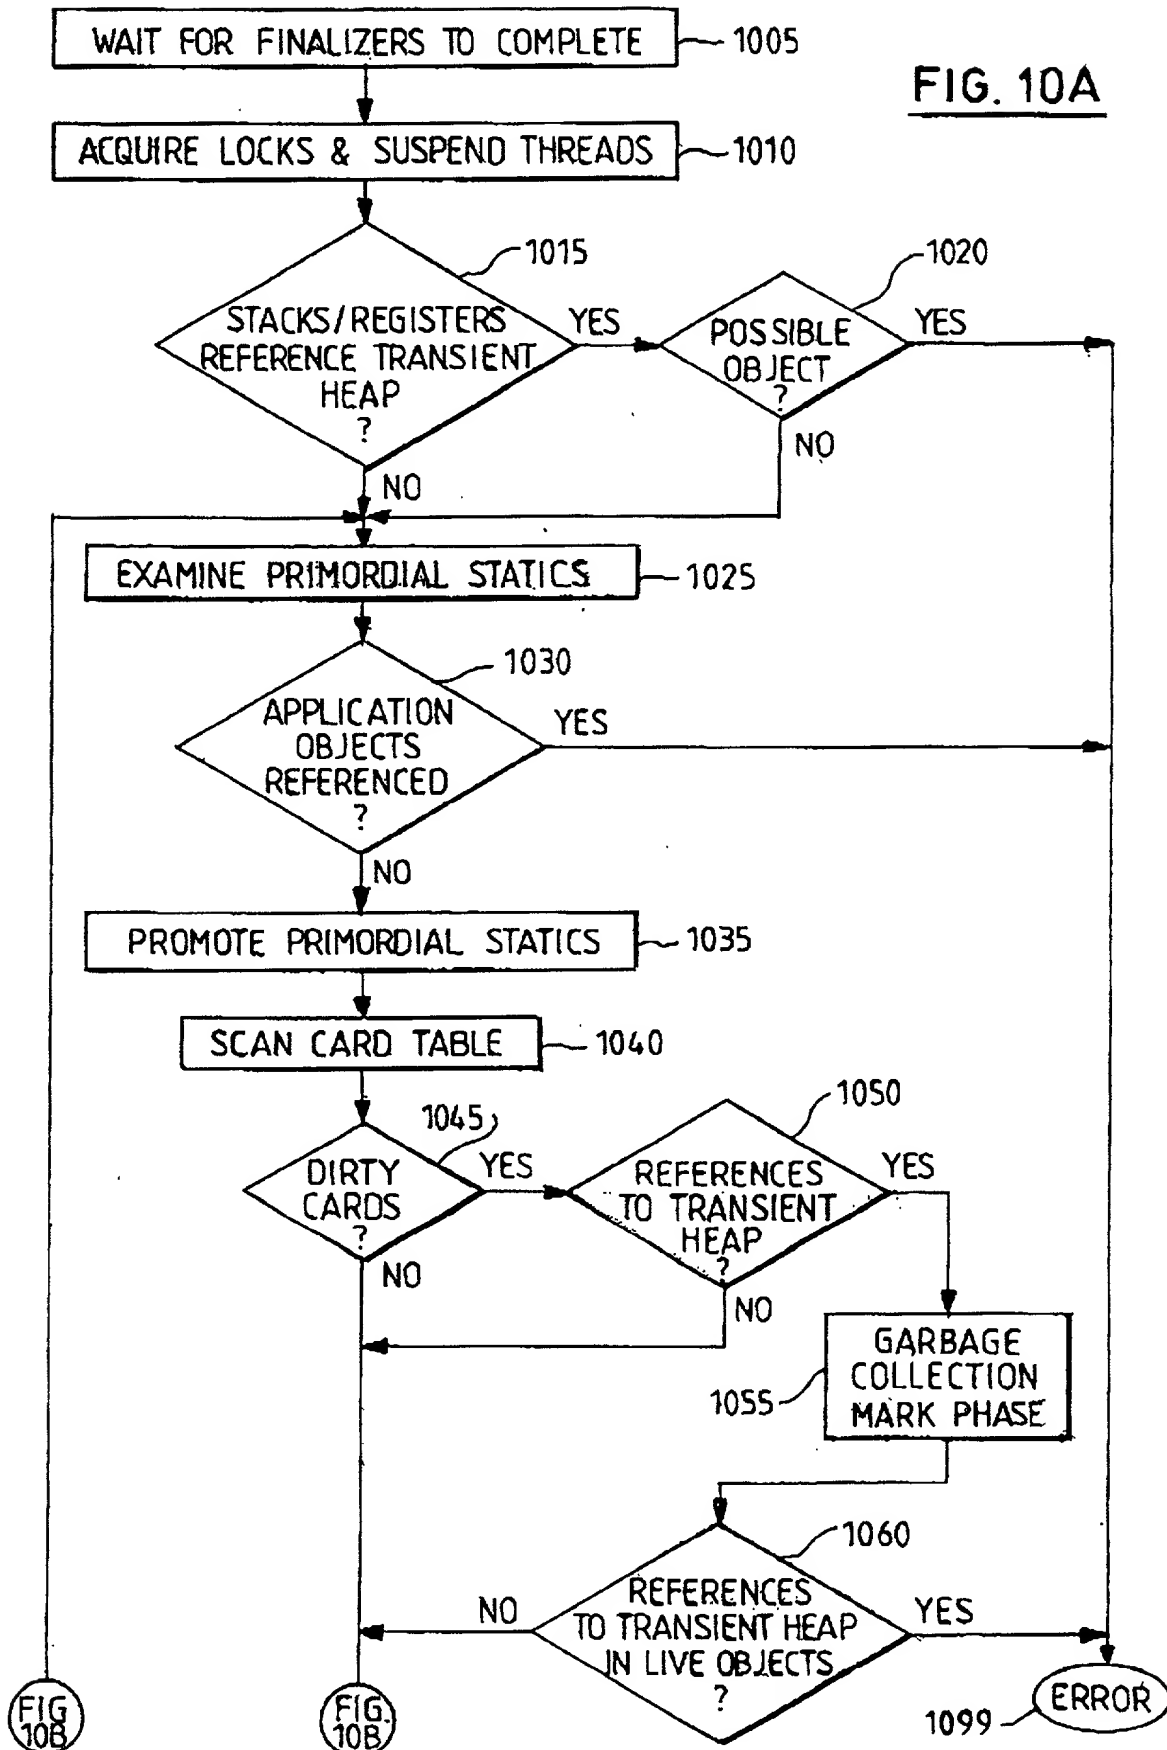 WAIT FOR FINALIZERS TO COMPLETE
1005
FIG. 10A
ACQUIRE LOCKS & SUSPEND THREADS
1010
1015
1020
STACKS/REGISTERS
REFERENCE TRANSIENT
HEAP
?
YES
POSSIBLE
OBJECT
?
YES
NO
NO
EXAMINE PRIMORDIAL STATICS
1025
1030
APPLICATION
OBJECTS
REFERENCED
?
YES
NO
PROMOTE PRIMORDIAL STATICS
1035
SCAN CARD TABLE
1040
1045
1050
DIRTY
CARDS
?
YES
REFERENCES
TO TRANSIENT
HEAP
?
YES
NO
NO
GARBAGE
COLLECTION
MARK PHASE
1055
1060
REFERENCES
TO TRANSIENT HEAP
IN LIVE OBJECTS
?
NO
YES
FIG
10B
FIG.
10B
1099
ERROR